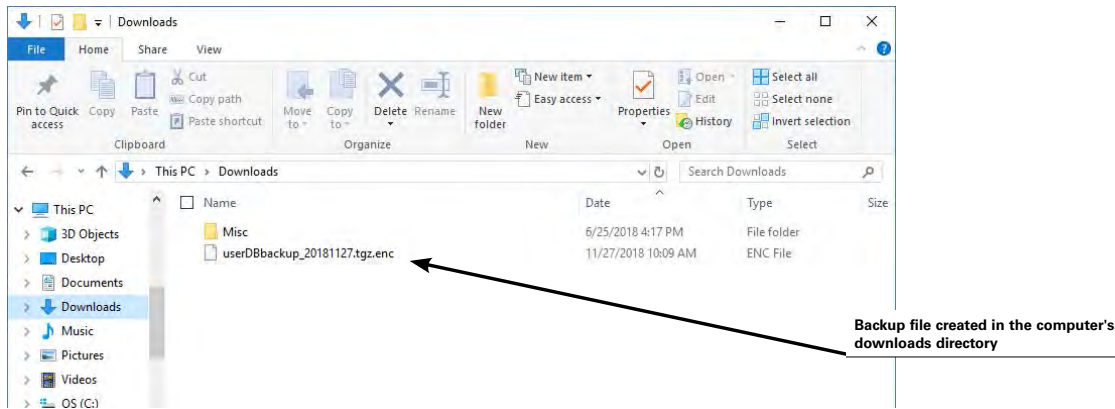 Downloads
File Home Share View
Pin to Quick access
Copy
Paste
Cut
Copy path
Paste shortcut
Clipboard
Move to
Copy to
Delete
Rename
Organize
New folder
New item
Easy access
New
Properties
Open
Edit
History
Open
Select all
Select none
Invert selection
Select
This PC > Downloads
Search Downloads
Name Date Type Size
Misc 6/25/2018 4:17 PM File folder
userDBbackup_20181127.tgz.enc 11/27/2018 10:09 AM ENC File
This PC
3D Objects
Desktop
Documents
Downloads
Music
Pictures
Videos
OS (C:)
Backup file created in the computer's
downloads directory